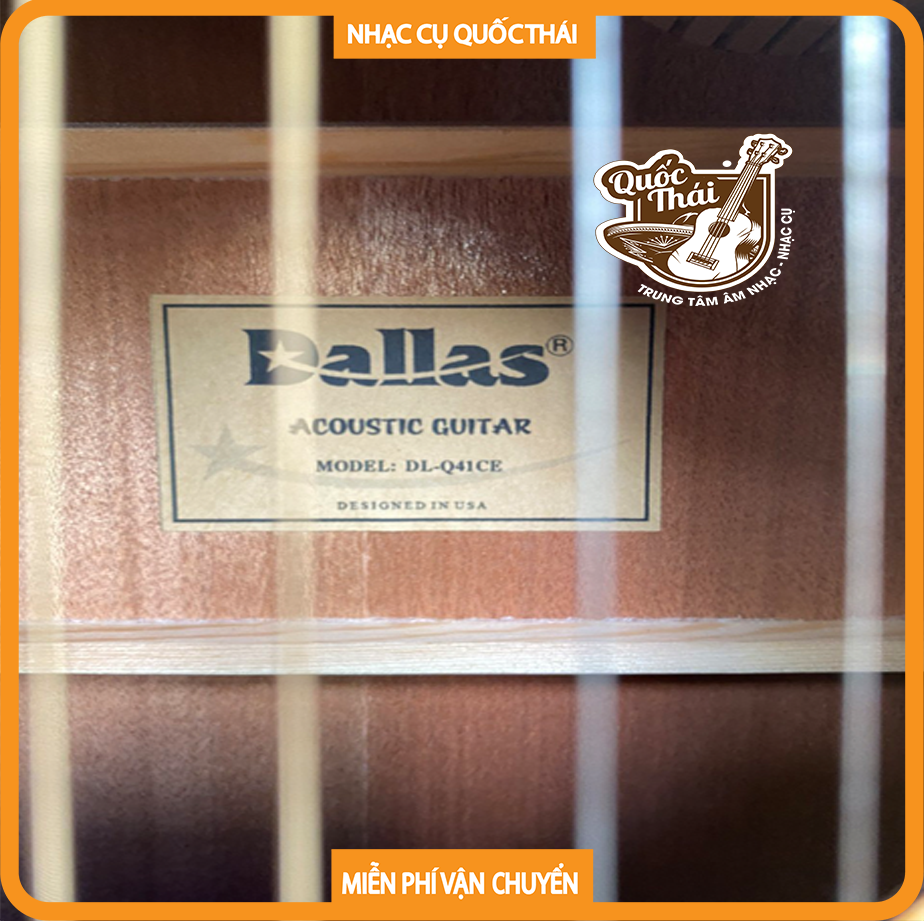 NHẠC CỤ QUỐC THÁI
Quốc
Thái
TRUNG TÂM ÂM NHẠC - NHẠC CỤ
Dallas®
ACOUSTIC GUITAR
MODEL: DL-Q41CE
DESIGNED IN USA
MIỄN PHÍ VẬN CHUYỂN